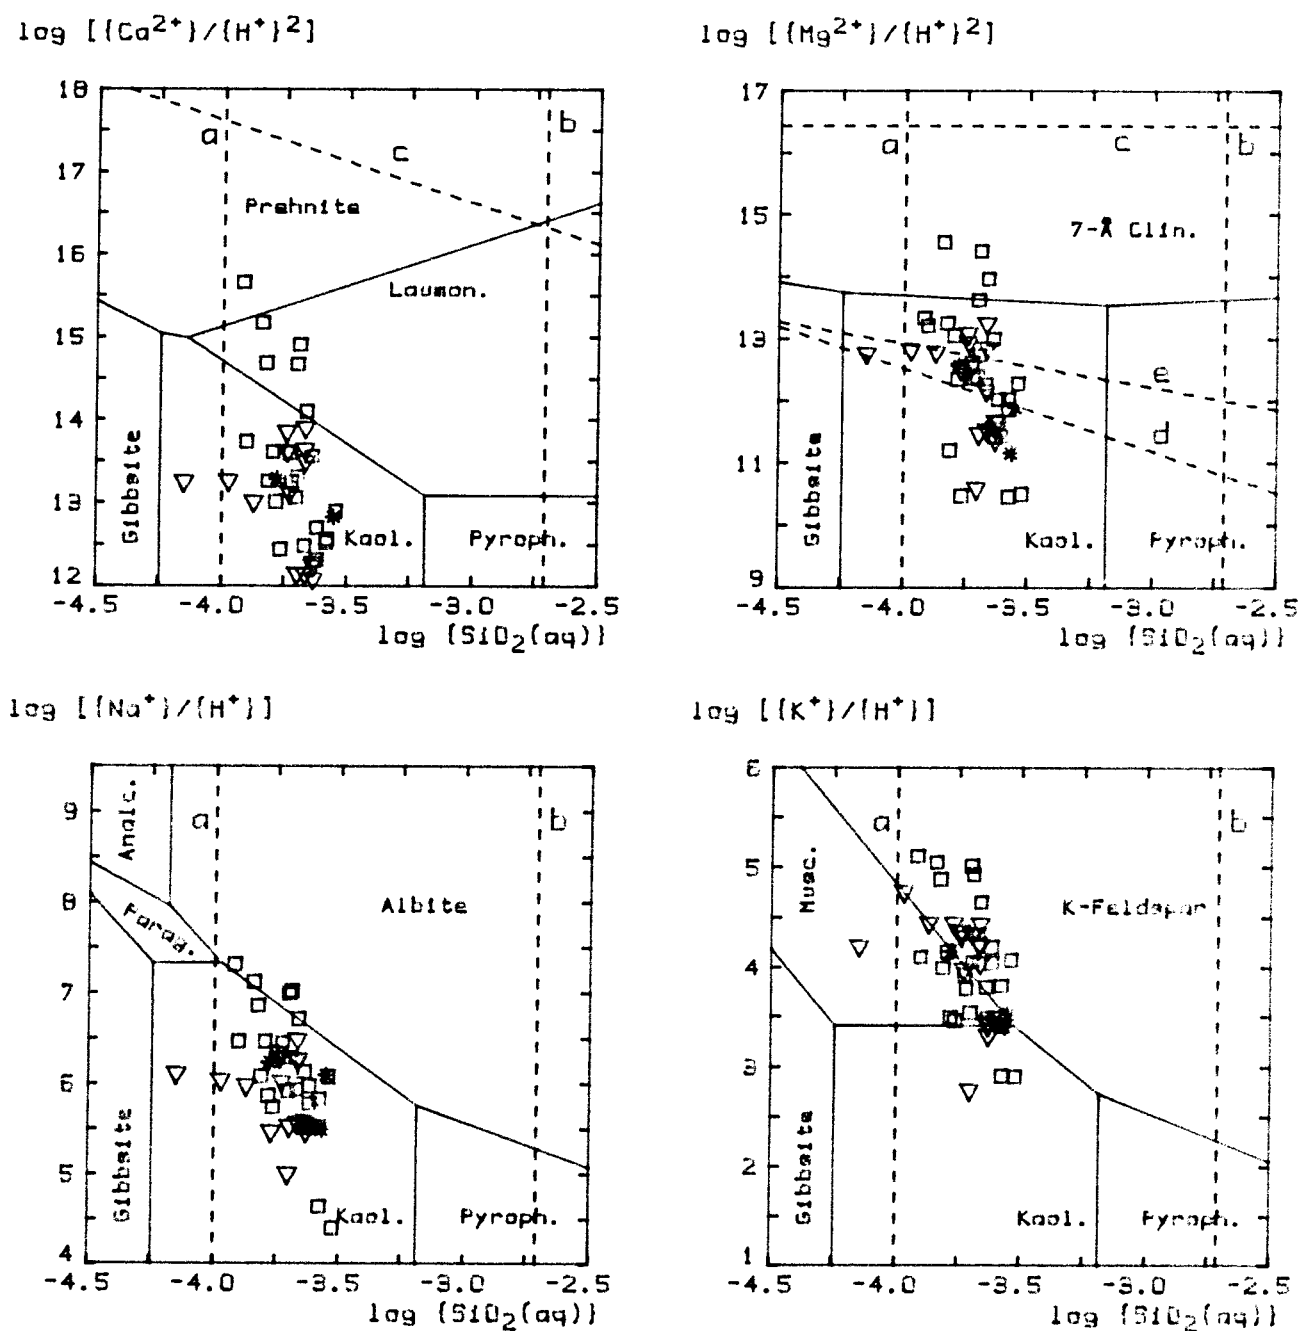 log [{Ca²⁺}/{H⁺}²]
18
17
16
15
14
13
12
a
b
c
Prehnite
Laumon.
Gibbsite
Kaol.
Pyroph.
-4.5 -4.0 -3.5 -3.0 -2.5
log {SiO₂(aq)}
log [{Mg²⁺}/{H⁺}²]
17
15
13
11
9
a
c
b
7-Å Clin.
e
d
Gibbsite
Kaol.
Pyroph.
-4.5 -4.0 -3.5 -3.0 -2.5
log {SiO₂(aq)}
log [{Na⁺}/{H⁺}]
9
8
7
6
5
4
Analc.
a
b
Parag.
Albite
Gibbsite
Kaol.
Pyroph.
-4.5 -4.0 -3.5 -3.0 -2.5
log {SiO₂(aq)}
log [{K⁺}/{H⁺}]
6
5
4
3
2
1
a
b
Musc.
K-Feldspar
Gibbsite
Kaol.
Pyroph.
-4.5 -4.0 -3.5 -3.0 -2.5
log {SiO₂(aq)}